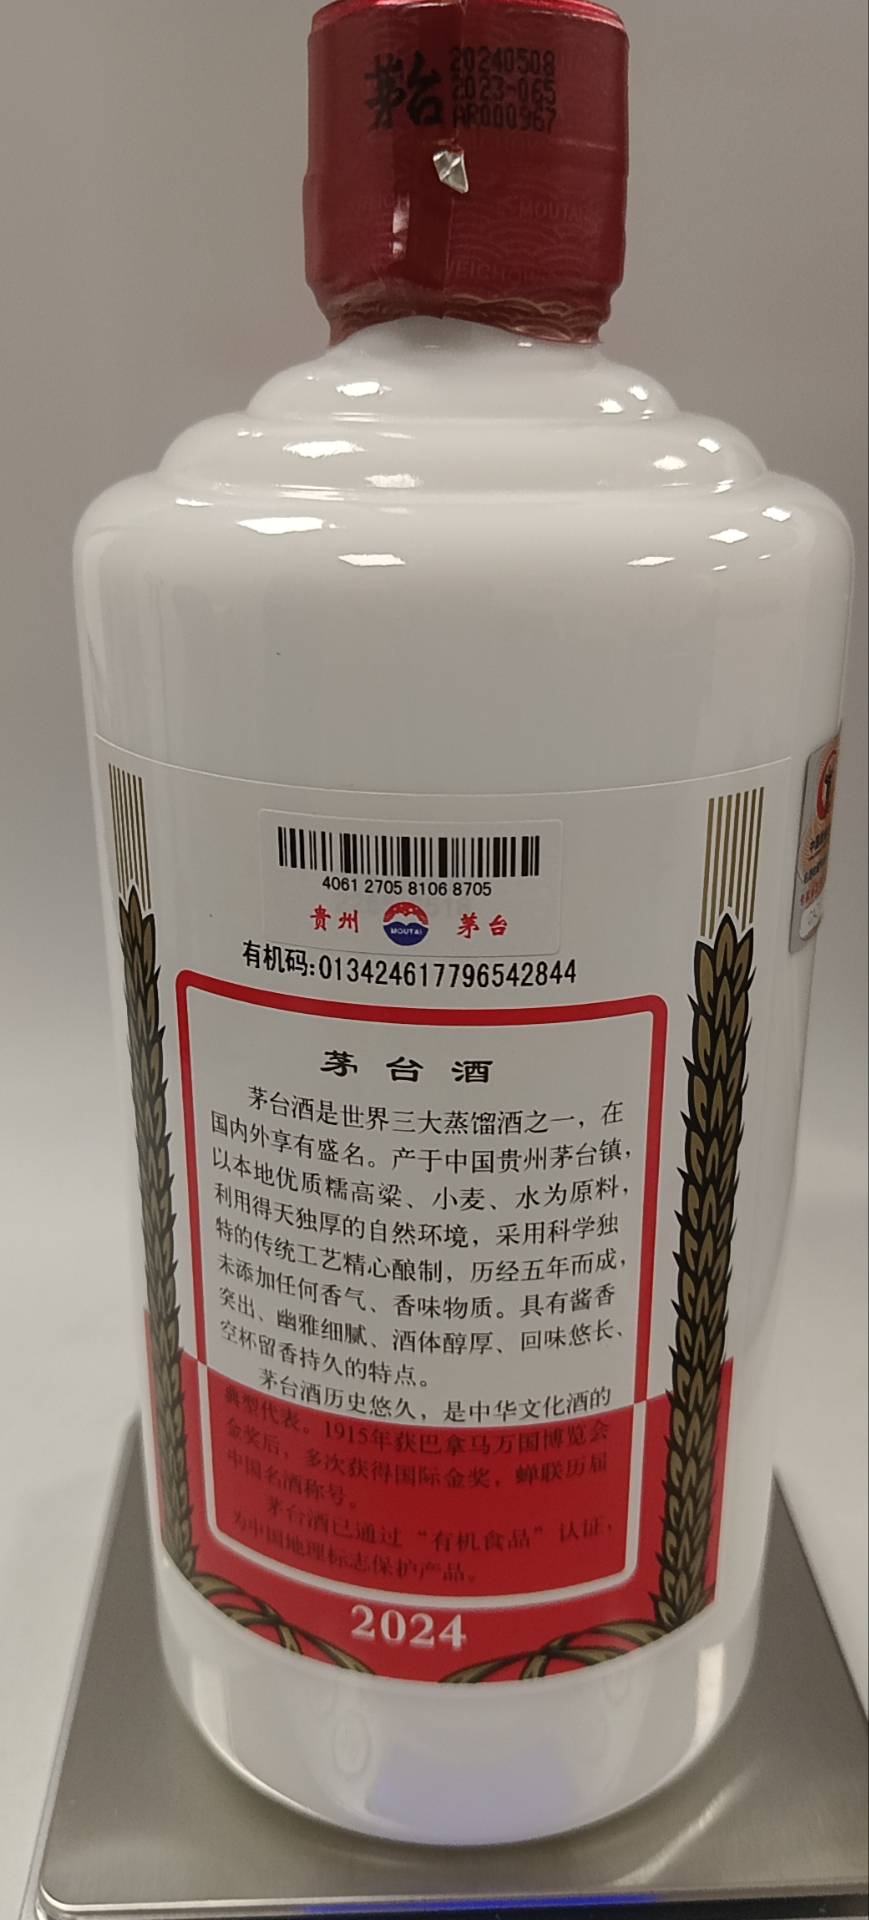 茅台
20240508
2023-065
AR000967
MOUTAI
WEICHOU
4061 2705 8106 8705
贵州
MOUTAI
茅台
有机码:013424617796542844
茅台酒
茅台酒是世界三大蒸馏酒之一，在
国内外享有盛名。产于中国贵州茅台镇，
以本地优质糯高粱、小麦、水为原料，
利用得天独厚的自然环境，采用科学独
特的传统工艺精心酿制，历经五年而成，
未添加任何香气、香味物质。具有酱香
突出、幽雅细腻、酒体醇厚、回味悠长、
空杯留香持久的特点。
茅台酒历史悠久，是中华文化酒的
典型代表。1915年获巴拿马万国博览会
金奖后，多次获得国际金奖，蝉联历届
中国名酒称号。
茅台酒已通过“有机食品”认证，
为中国地理标志保护产品。
2024